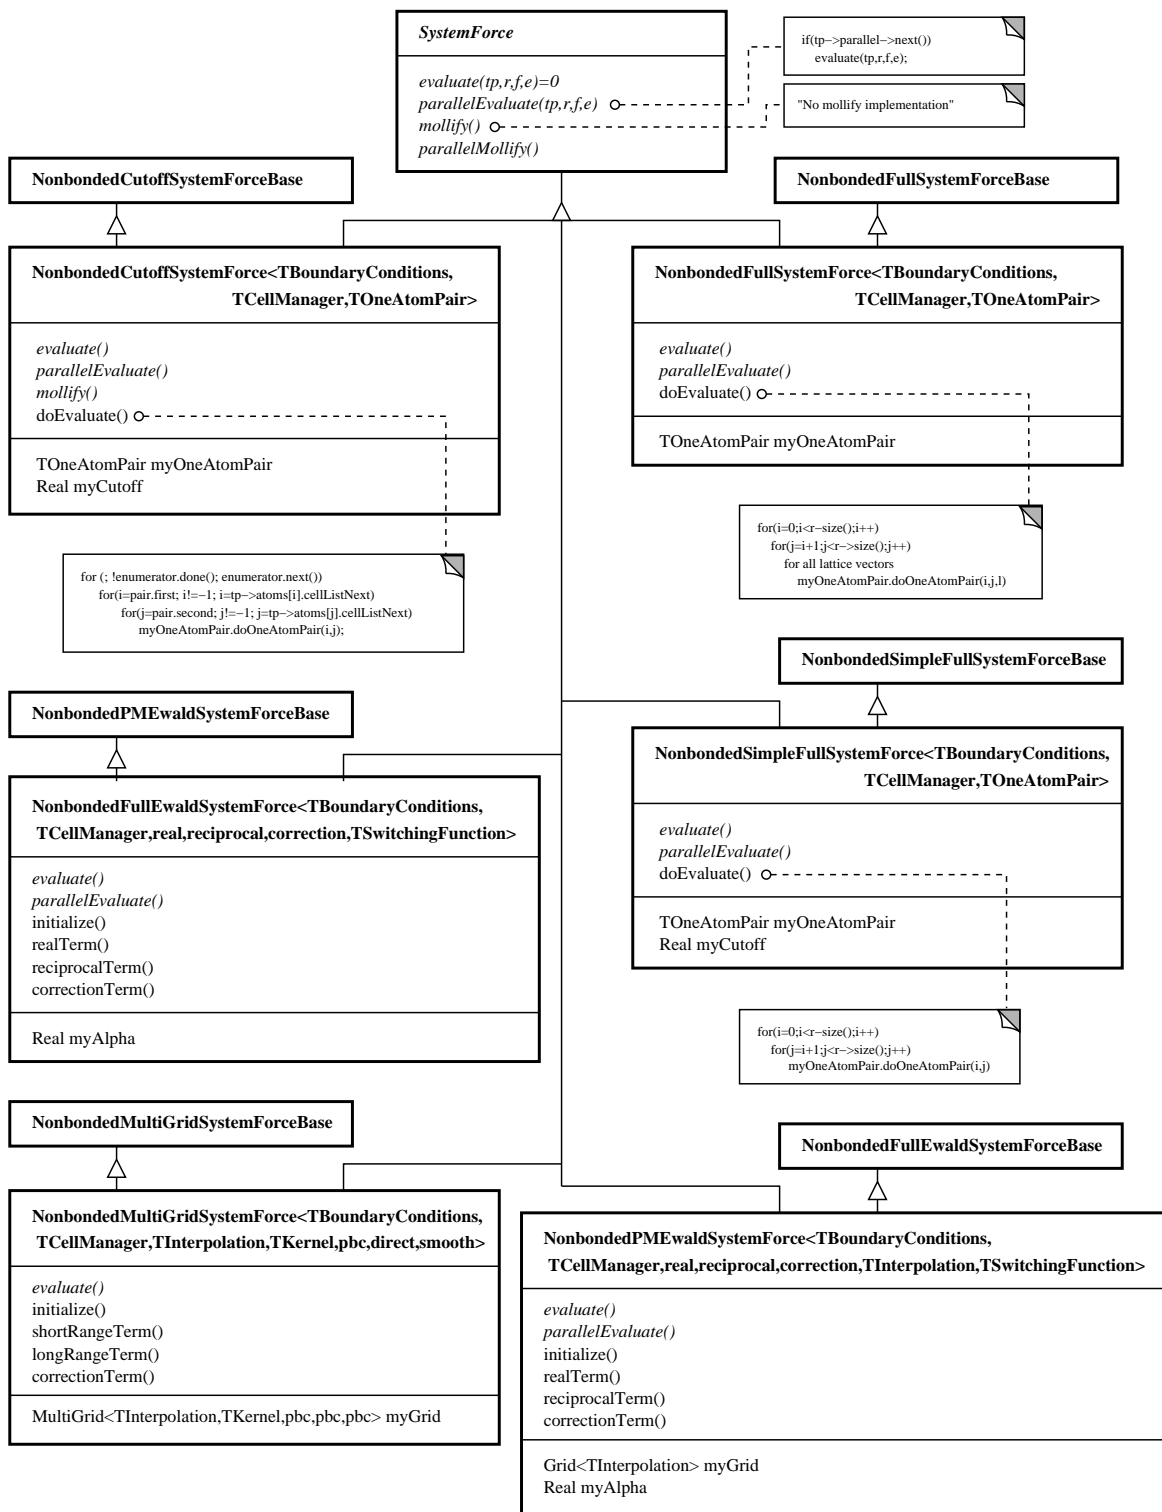 SystemForce
evaluate(tp,r,f,e)=0
parallelEvaluate(tp,r,f,e)
mollify()
parallelMollify()
if(tp−>parallel−>next())
evaluate(tp,r,f,e);
"No mollify implementation"
NonbondedCutoffSystemForceBase
NonbondedCutoffSystemForce<TBoundaryConditions,
TCellManager,TOneAtomPair>
evaluate()
parallelEvaluate()
mollify()
doEvaluate()
TOneAtomPair myOneAtomPair
Real myCutoff
for (; !enumerator.done(); enumerator.next())
for(i=pair.first; i!=−1; i=tp−>atoms[i].cellListNext)
for(j=pair.second; j!=−1; j=tp−>atoms[j].cellListNext)
myOneAtomPair.doOneAtomPair(i,j);
NonbondedFullSystemForceBase
NonbondedFullSystemForce<TBoundaryConditions,
TCellManager,TOneAtomPair>
evaluate()
parallelEvaluate()
doEvaluate()
TOneAtomPair myOneAtomPair
for(i=0;i<r−size();i++)
for(j=i+1;j<r−>size();j++)
for all lattice vectors
myOneAtomPair.doOneAtomPair(i,j,l)
NonbondedPMEwaldSystemForceBase
NonbondedFullEwaldSystemForce<TBoundaryConditions,
TCellManager,real,reciprocal,correction,TSwitchingFunction>
evaluate()
parallelEvaluate()
initialize()
realTerm()
reciprocalTerm()
correctionTerm()
Real myAlpha
NonbondedSimpleFullSystemForceBase
NonbondedSimpleFullSystemForce<TBoundaryConditions,
TCellManager,TOneAtomPair>
evaluate()
parallelEvaluate()
doEvaluate()
TOneAtomPair myOneAtomPair
Real myCutoff
for(i=0;i<r−size();i++)
for(j=i+1;j<r−>size();j++)
myOneAtomPair.doOneAtomPair(i,j)
NonbondedMultiGridSystemForceBase
NonbondedMultiGridSystemForce<TBoundaryConditions,
TCellManager,TInterpolation,TKernel,pbc,direct,smooth>
evaluate()
initialize()
shortRangeTerm()
longRangeTerm()
correctionTerm()
MultiGrid<TInterpolation,TKernel,pbc,pbc,pbc> myGrid
NonbondedFullEwaldSystemForceBase
NonbondedPMEwaldSystemForce<TBoundaryConditions,
TCellManager,real,reciprocal,correction,TInterpolation,TSwitchingFunction>
evaluate()
parallelEvaluate()
initialize()
realTerm()
reciprocalTerm()
correctionTerm()
Grid<TInterpolation> myGrid
Real myAlpha